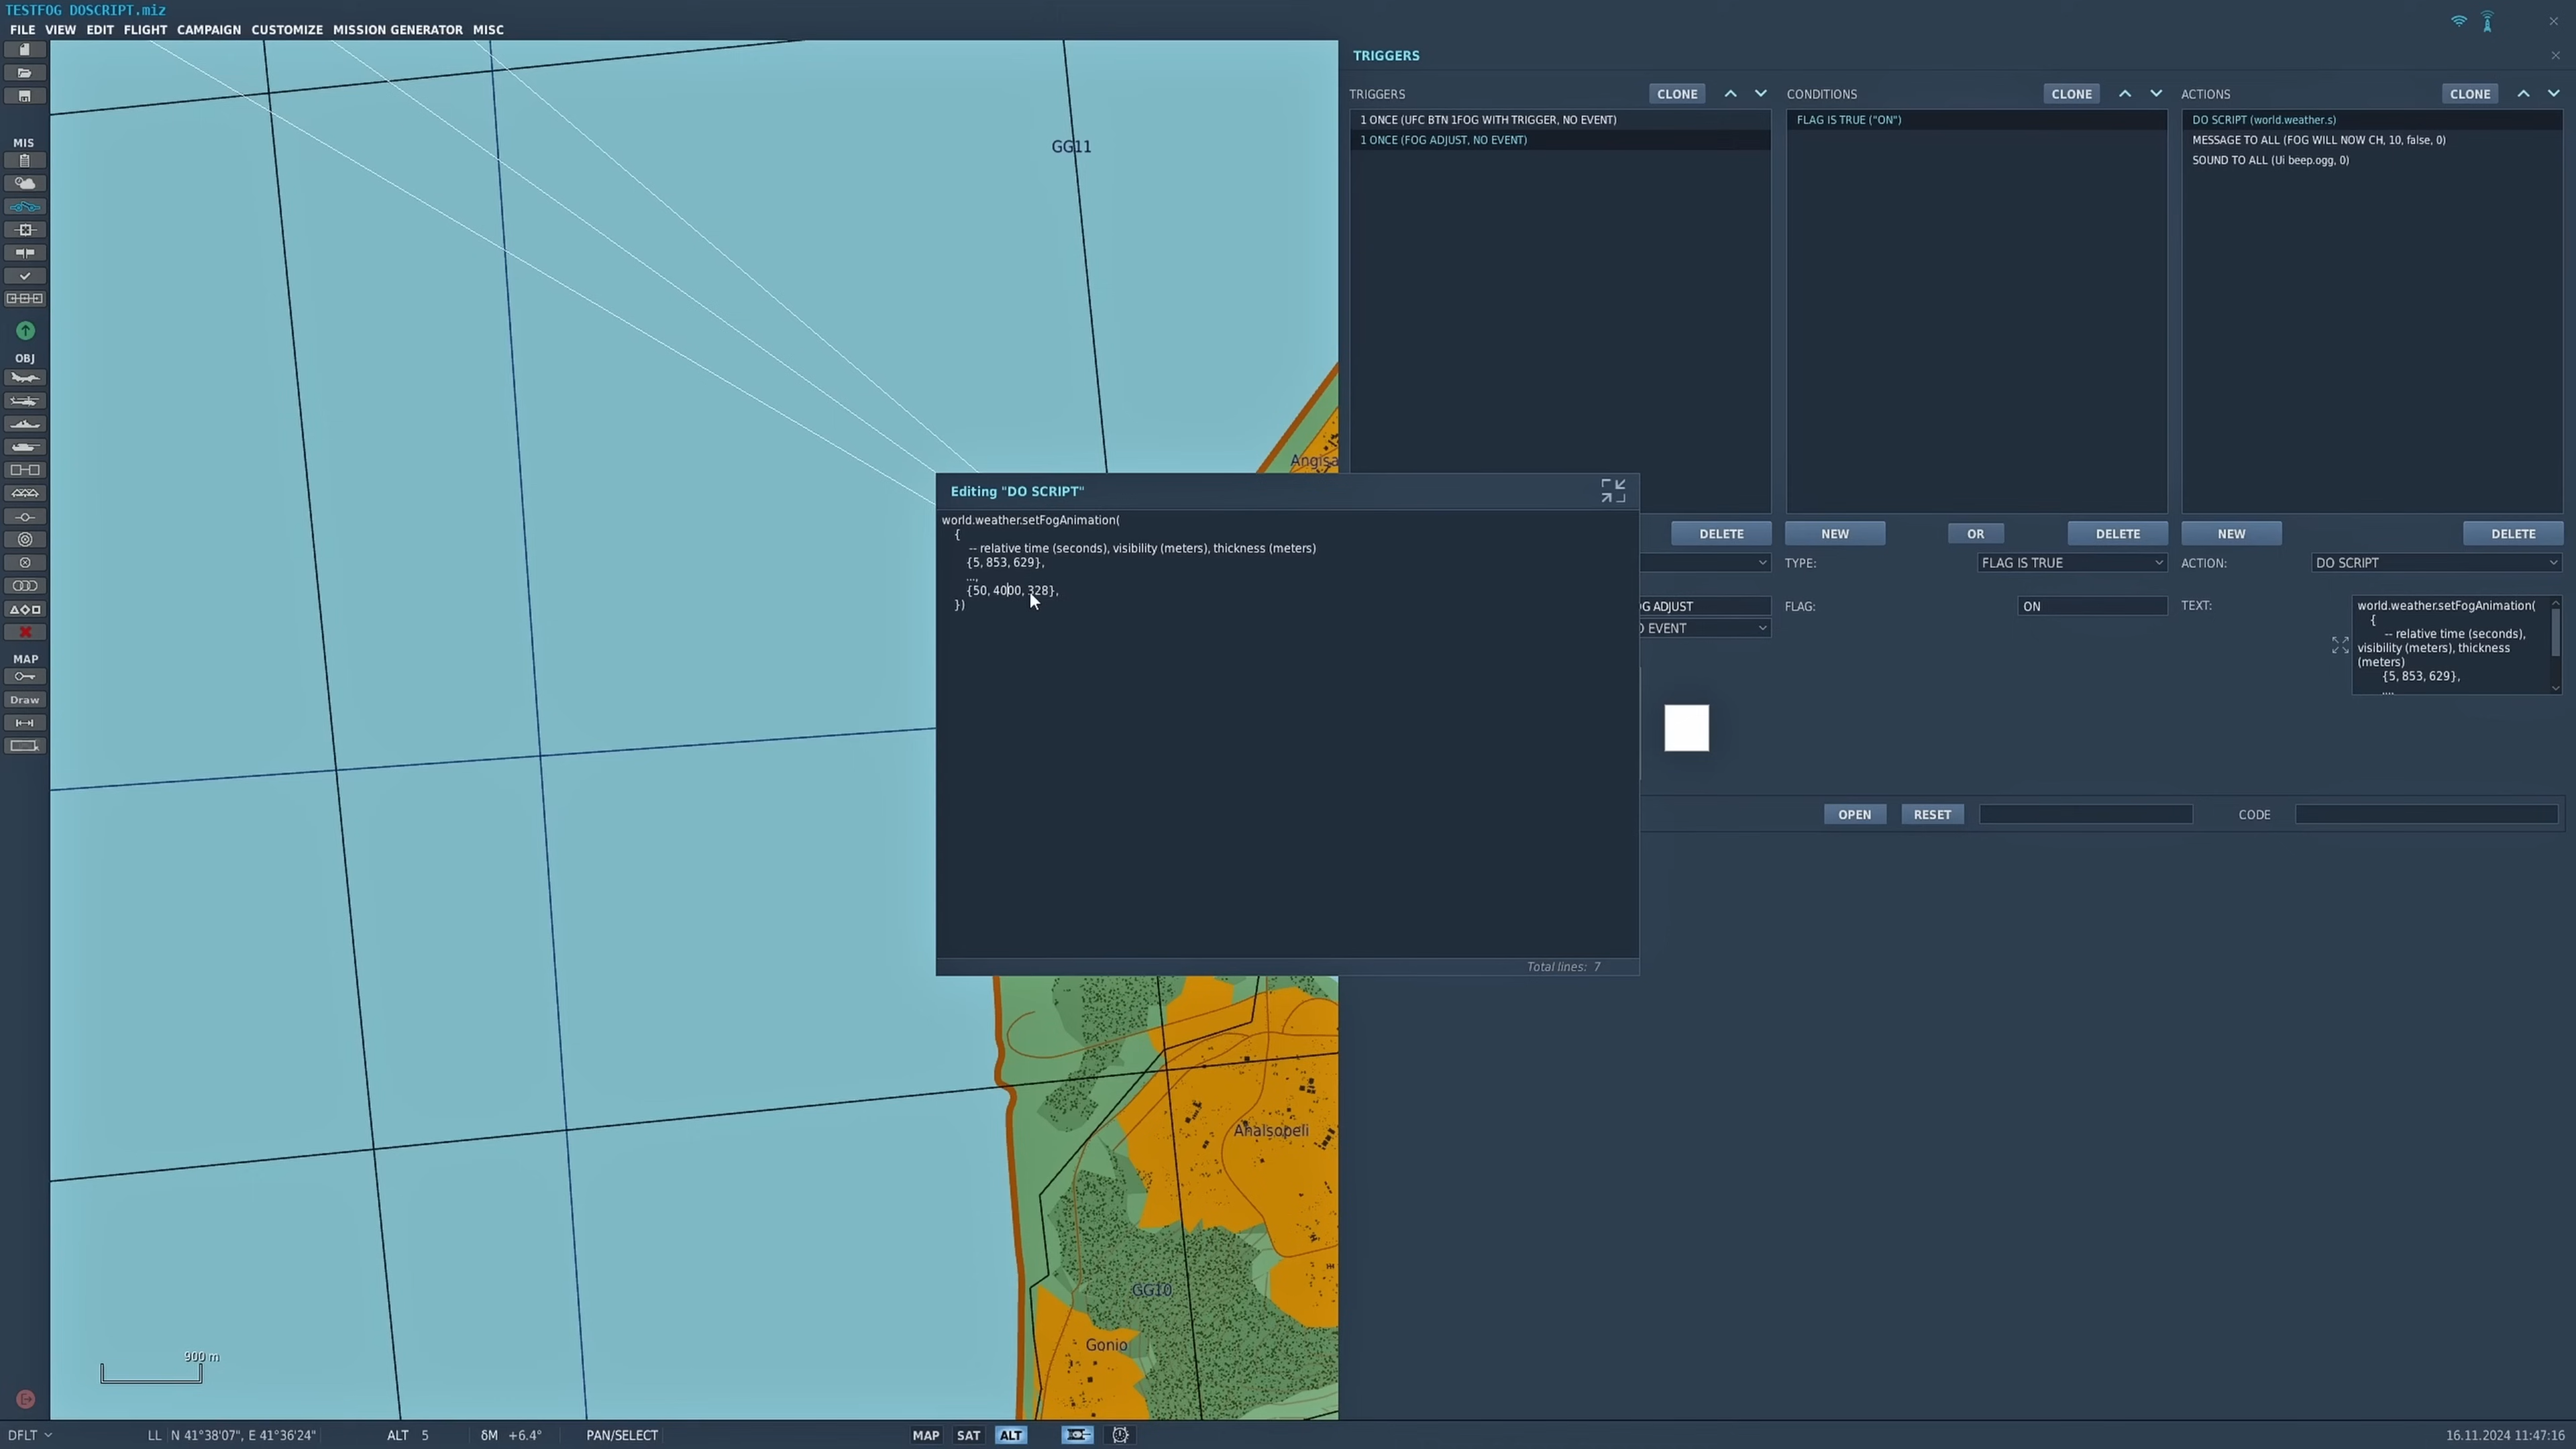 TESTFOG DOSCRIPT.miz
FILE VIEW EDIT FLIGHT CAMPAIGN CUSTOMIZE MISSION GENERATOR MISC
TRIGGERS
TRIGGERS CLONE CONDITIONS CLONE ACTIONS CLONE
1 ONCE (UFC BTN 1FOG WITH TRIGGER, NO EVENT)
1 ONCE (FOG ADJUST, NO EVENT)
FLAG IS TRUE ("ON")
DO SCRIPT (world.weather.s)
MESSAGE TO ALL (FOG WILL NOW CH, 10, false, 0)
SOUND TO ALL (Ui beep.ogg, 0)
MIS
OBJ
MAP
Draw
GG11
Angisa
Editing "DO SCRIPT"
world.weather.setFogAnimation(
{
-- relative time (seconds), visibility (meters), thickness (meters)
{5, 853, 629},
...,
{50, 4000, 328},
})
Total lines: 7
DELETE NEW OR DELETE NEW DELETE
TYPE: FLAG IS TRUE ACTION: DO SCRIPT
G ADJUST FLAG: ON TEXT:
EVENT
world.weather.setFogAnimation(
{
-- relative time (seconds),
visibility (meters), thickness
(meters)
{5, 853, 629},
OPEN RESET CODE
Ahalsopeli
GG10
Gonio
900 m
DFLT LL N 41°38'07", E 41°36'24" ALT 5 δM +6.4° PAN/SELECT MAP SAT ALT 16.11.2024 11:47:16